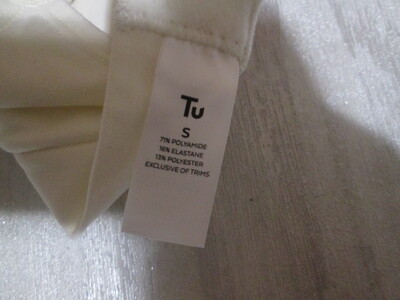 Tu
S
71% POLYAMIDE
16% ELASTANE
13% POLYESTER
EXCLUSIVE OF TRIMS